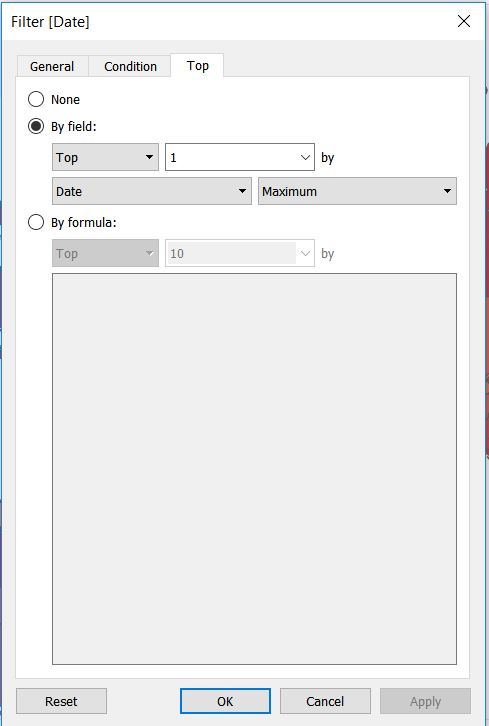 Filter [Date]
General Condition Top
None
By field:
Top 1 by
Date Maximum
By formula:
Top 10 by
Reset OK Cancel Apply